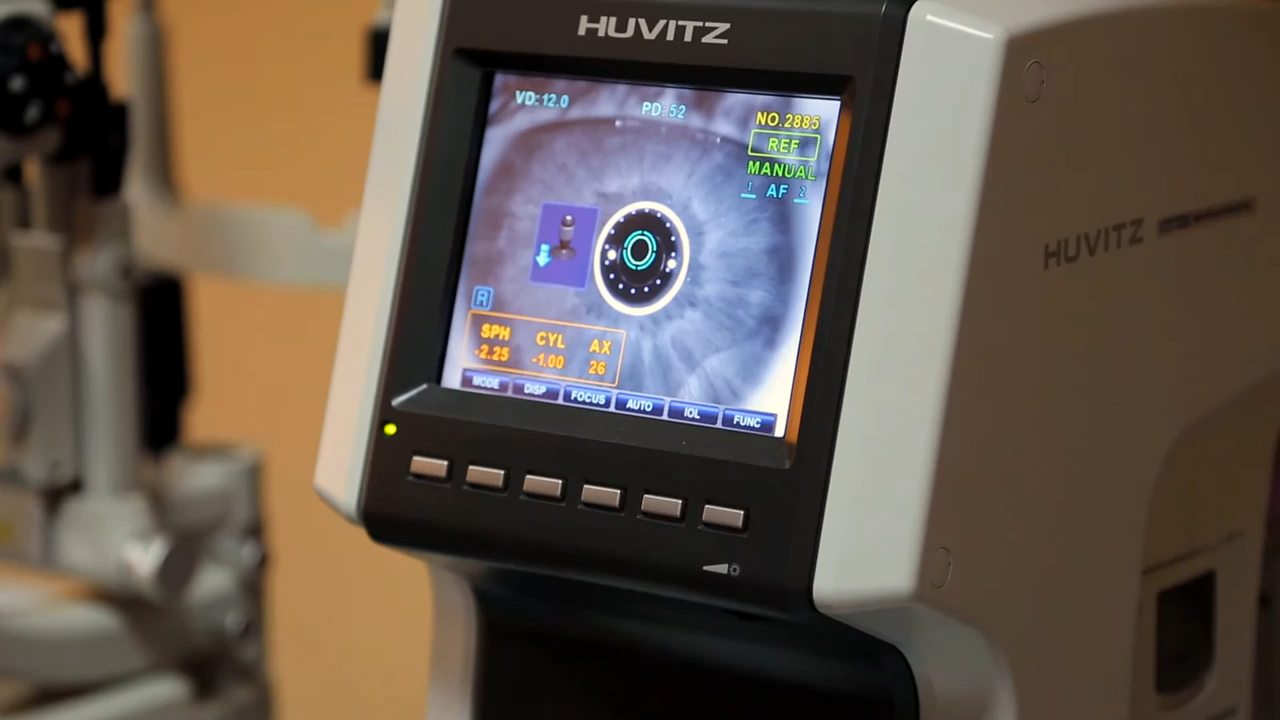 HUVITZ
VD:12.0 PD:52
NO.2885
REF
MANUAL
1 AF 2
R
SPH CYL AX
-2.25 -1.00 26
MODE DISP FOCUS AUTO IOL FUNC
HUVITZ